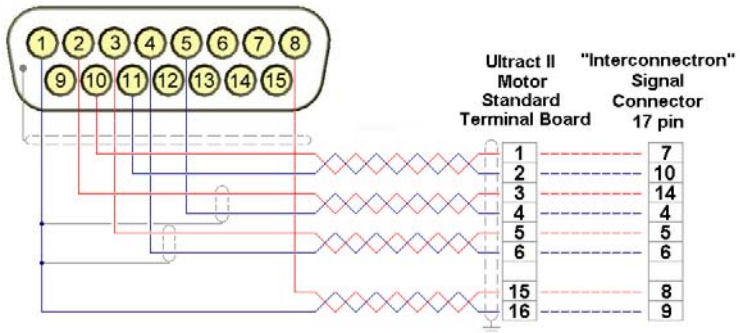 1 2 3 4 5 6 7 8
9 10 11 12 13 14 15
Ultract II
Motor
Standard
Terminal Board
"Interconnectron"
Signal
Connector
17 pin
1 7
2 10
3 14
4 4
5 5
6 6
15 8
16 9